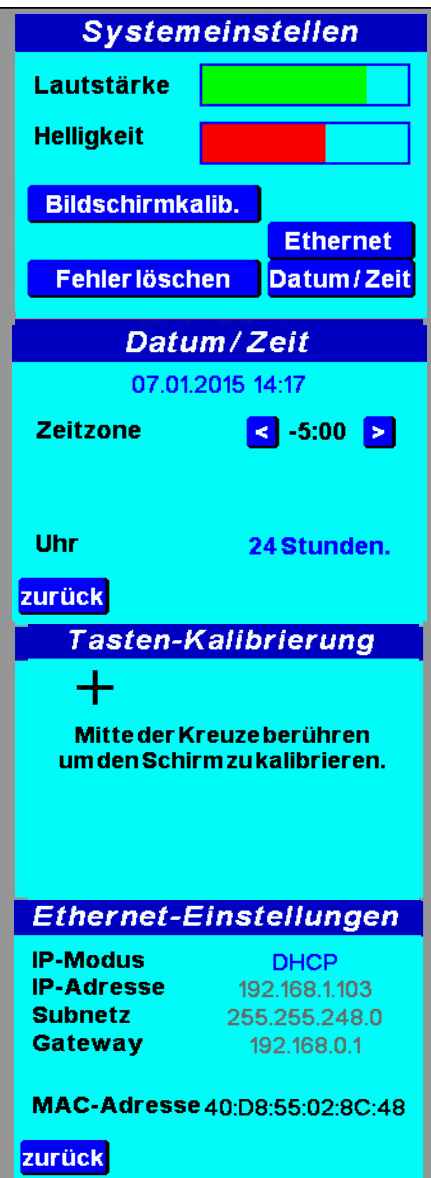 Systemeinstellen
Lautstärke
Helligkeit
Bildschirmkalib.
Ethernet
Fehler löschen Datum / Zeit
Datum / Zeit
07.01.2015 14:17
Zeitzone < -5:00 >
Uhr 24 Stunden.
zurück
Tasten-Kalibrierung
Mitte der Kreuze berühren
um den Schirm zu kalibrieren.
Ethernet-Einstellungen
IP-Modus DHCP
IP-Adresse 192.168.1.103
Subnetz 255.255.248.0
Gateway 192.168.0.1
MAC-Adresse 40:D8:55:02:8C:48
zurück